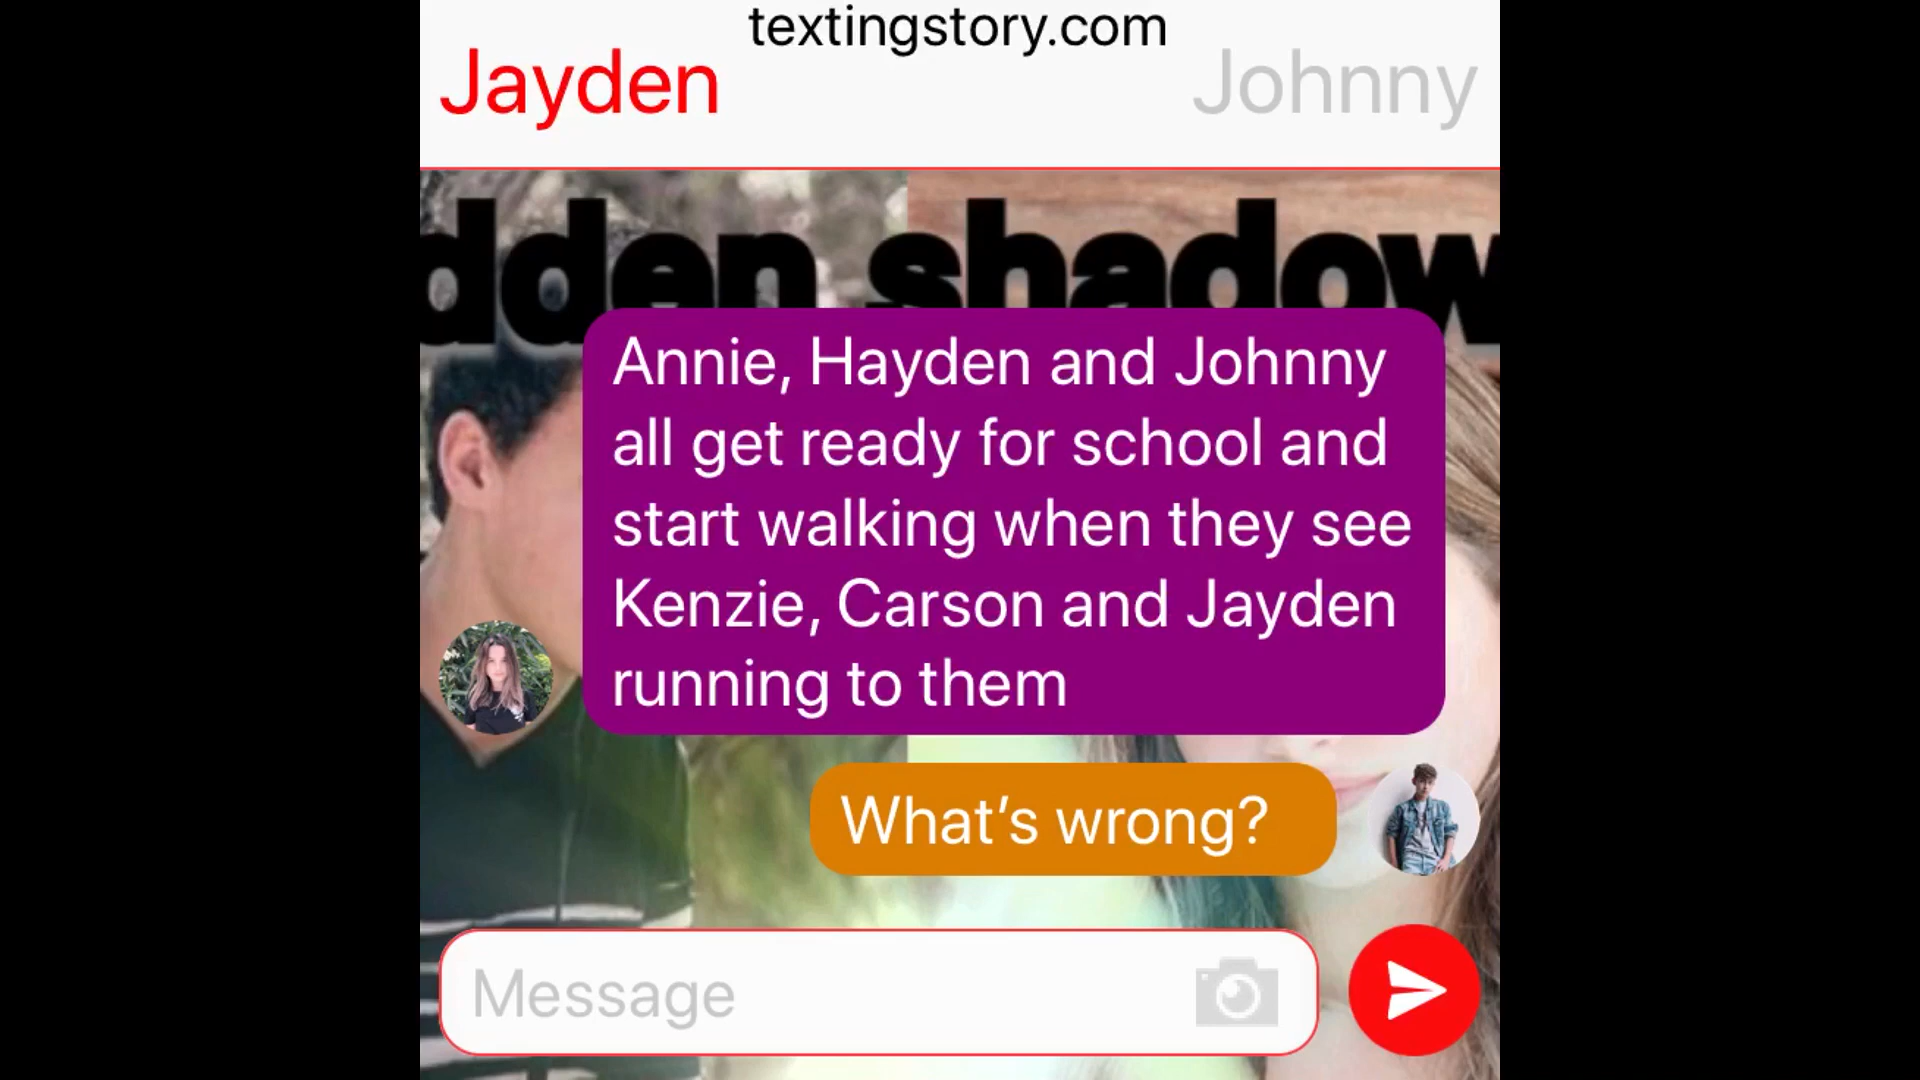 textingstory.com
Jayden Johnny
dden shadow
Annie, Hayden and Johnny
all get ready for school and
start walking when they see
Kenzie, Carson and Jayden
running to them
What's wrong?
Message